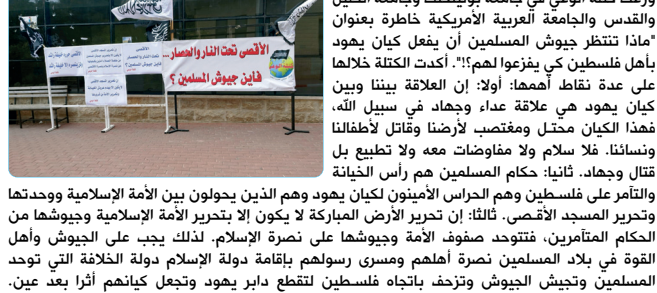 وزعت كتلة الوعي في جامعة بوليتكنك وجامعة الخليل
والقدس والجامعة العربية الأمريكية خاطرة بعنوان
"ماذا تنتظر جيوش المسلمين أن يفعل كيان يهود
بأهل فلسطين كي يفزعوا لهم؟!". أكدت الكتلة خلالها
على عدة نقاط أهمها: أولا: إن العلاقة بيننا وبين
كيان يهود هي علاقة عداء وجهاد في سبيل الله،
فهذا الكيان محتل ومغتصب لأرضنا وقاتل لأطفالنا
ونسائنا. فلا سلام ولا مفاوضات معه ولا تطبيع بل
قتال وجهاد. ثانيا: حكام المسلمين هم رأس الخيانة
والتآمر على فلسطين وهم الحراس الأمينون لكيان يهود وهم الذين يحولون بين الأمة الإسلامية ووحدتها
وتحرير المسجد الأقصى. ثالثا: إن تحرير الأرض المباركة لا يكون إلا بتحرير الأمة الإسلامية وجيوشها من
الحكام المتآمرين، فتتوحد صفوف الأمة وجيوشها على نصرة الإسلام. لذلك يجب على الجيوش وأهل
القوة في بلاد المسلمين نصرة أهلهم ومسرى رسولهم بإقامة دولة الإسلام دولة الخلافة التي توحد
المسلمين وتجيش الجيوش وتزحف باتجاه فلسطين لتقطع دابر يهود وتجعل كيانهم أثرا بعد عين.
الأقصى تحت النار والحصار...
فأين جيوش المسلمين ؟